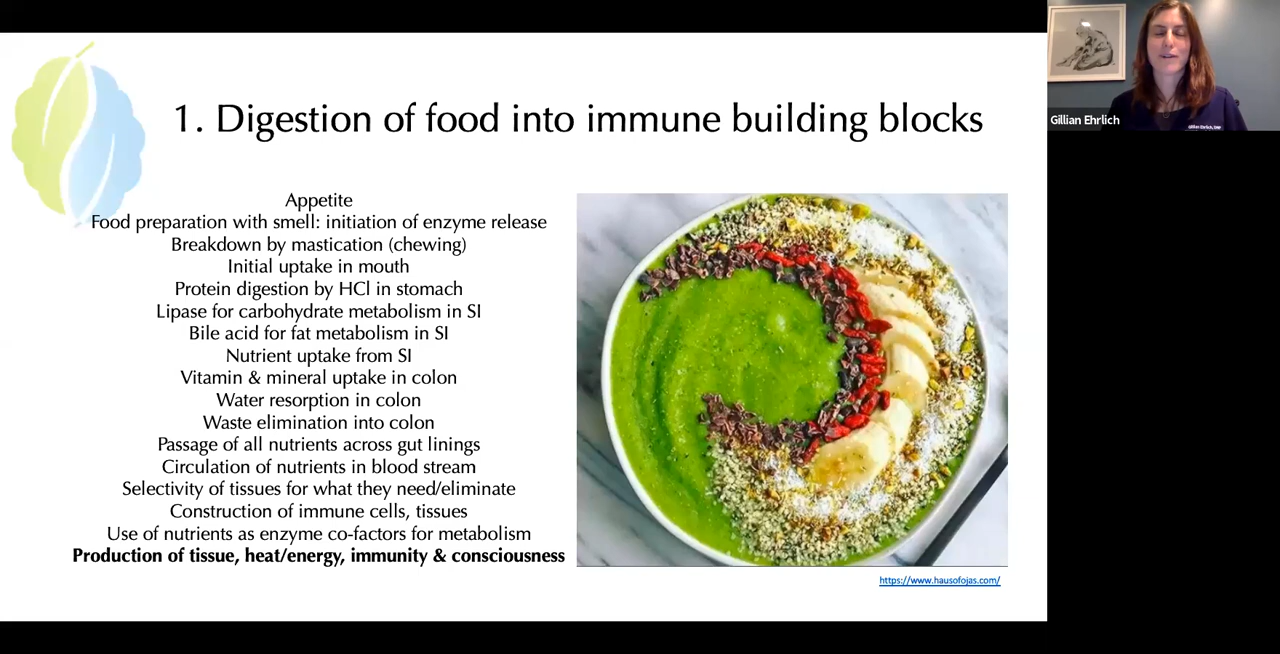 1. Digestion of food into immune building blocks
Appetite
Food preparation with smell: initiation of enzyme release
Breakdown by mastication (chewing)
Initial uptake in mouth
Protein digestion by HCl in stomach
Lipase for carbohydrate metabolism in SI
Bile acid for fat metabolism in SI
Nutrient uptake from SI
Vitamin & mineral uptake in colon
Water resorption in colon
Waste elimination into colon
Passage of all nutrients across gut linings
Circulation of nutrients in blood stream
Selectivity of tissues for what they need/eliminate
Construction of immune cells, tissues
Use of nutrients as enzyme co-factors for metabolism
Production of tissue, heat/energy, immunity & consciousness
https://www.hausofojas.com/
Gillian Ehrlich
Gillian Ehrlich, DNP